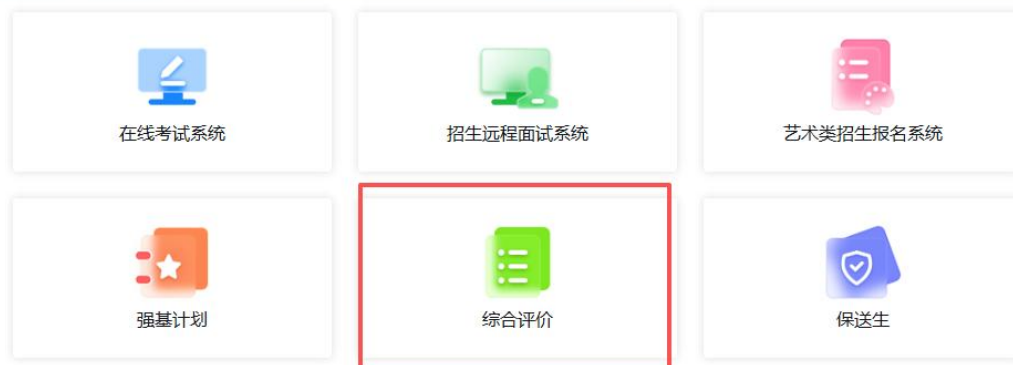 在线考试系统
招生远程面试系统
艺术类招生报名系统
强基计划
综合评价
保送生